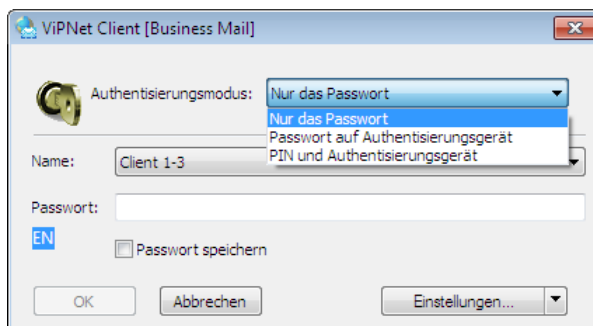 ViPNet Client [Business Mail]
Authentisierungsmodus: Nur das Passwort
Nur das Passwort
Passwort auf Authentisierungsgerät
PIN und Authentisierungsgerät
Name: Client 1-3
Passwort:
EN
Passwort speichern
OK Abbrechen Einstellungen...